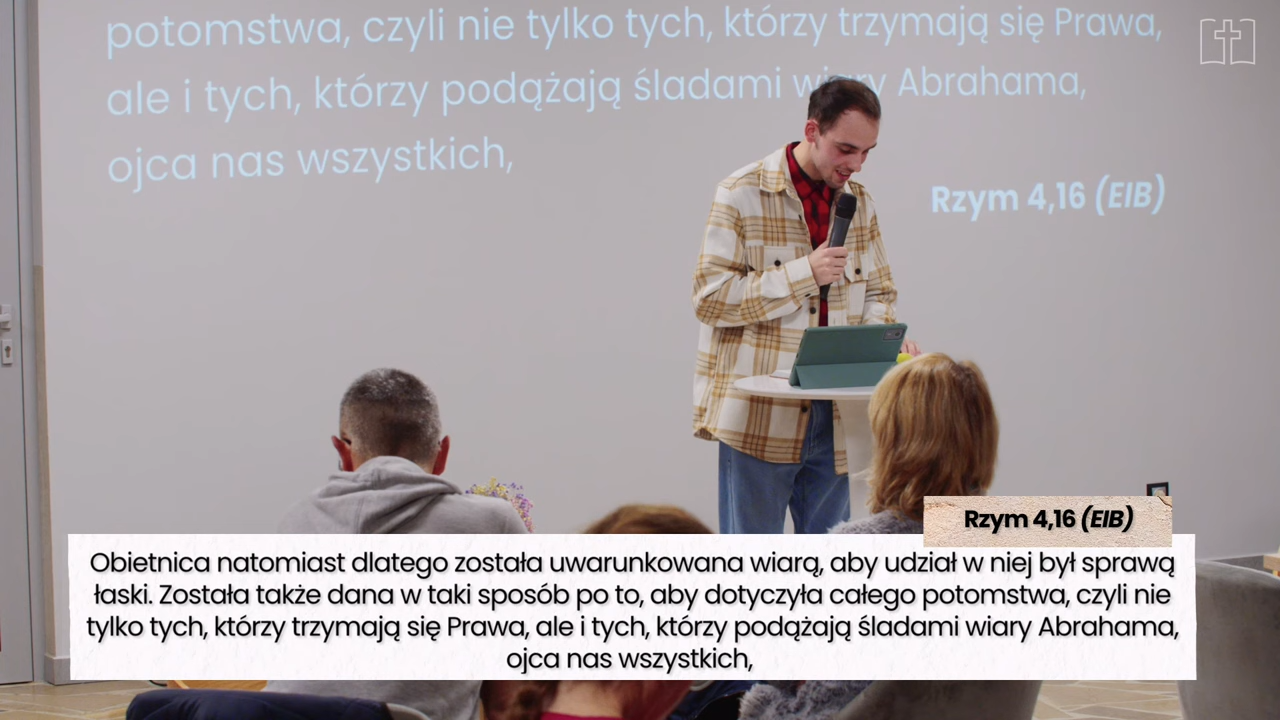 potomstwa, czyli nie tylko tych, którzy trzymają się Prawa,
ale i tych, którzy podążają śladami wiary Abrahama,
ojca nas wszystkich,
Rzym 4,16 (EIB)
Rzym 4,16 (EIB)
Obietnica natomiast dlatego została uwarunkowana wiarą, aby udział w niej był sprawą
łaski. Została także dana w taki sposób po to, aby dotyczyła całego potomstwa, czyli nie
tylko tych, którzy trzymają się Prawa, ale i tych, którzy podążają śladami wiary Abrahama,
ojca nas wszystkich,